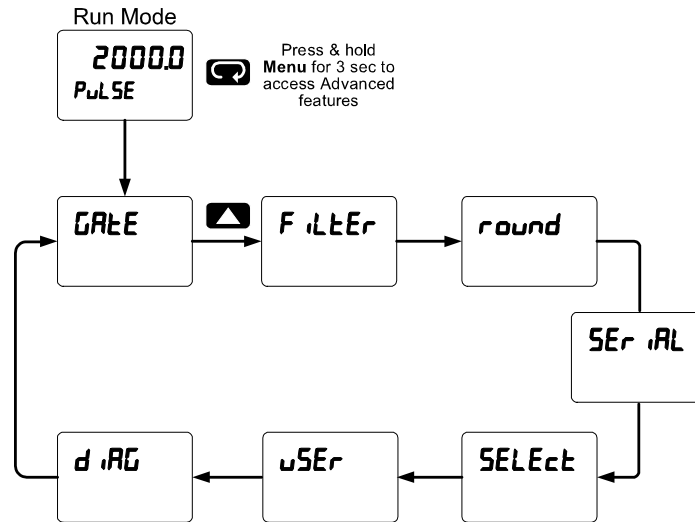 Run Mode
2000.0
PuLSE
Press & hold
Menu for 3 sec to
access Advanced
features
GAtE
FiLtEr
round
SEriAL
diAG
uSEr
SELEct